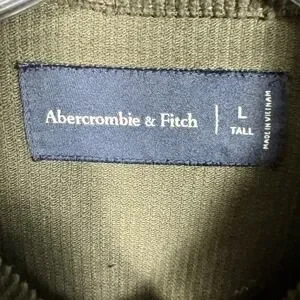 Abercrombie & Fitch
L
TALL
MADE IN VIETNAM